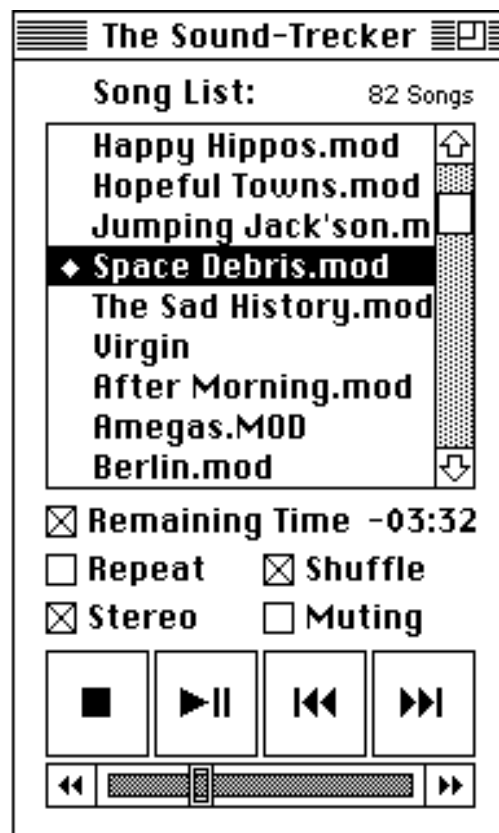 The Sound-Trecker
Song List: 82 Songs
Happy Hippos.mod
Hopeful Towns.mod
Jumping Jack'son.m
Space Debris.mod
The Sad History.mod
Virgin
After Morning.mod
Amegas.MOD
Berlin.mod
Remaining Time -03:32
Repeat Shuffle
Stereo Muting